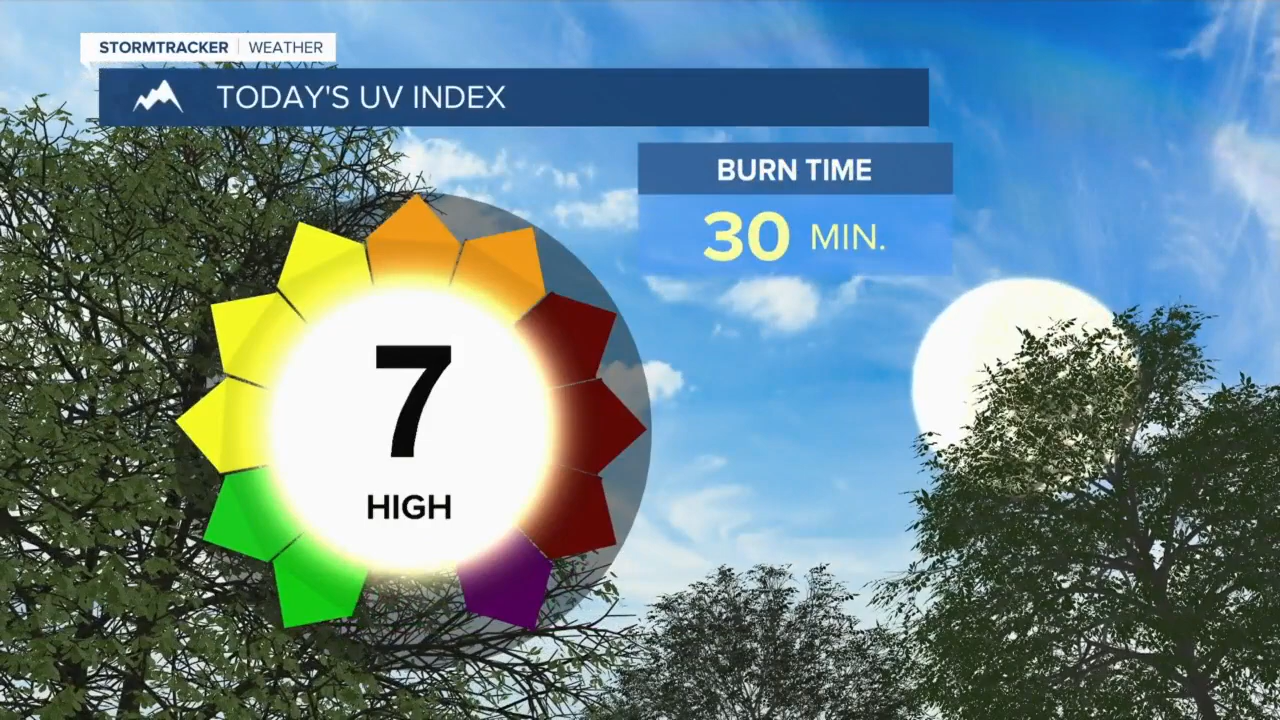 STORMTRACKER | WEATHER
TODAY'S UV INDEX
BURN TIME
30 MIN.
7
HIGH